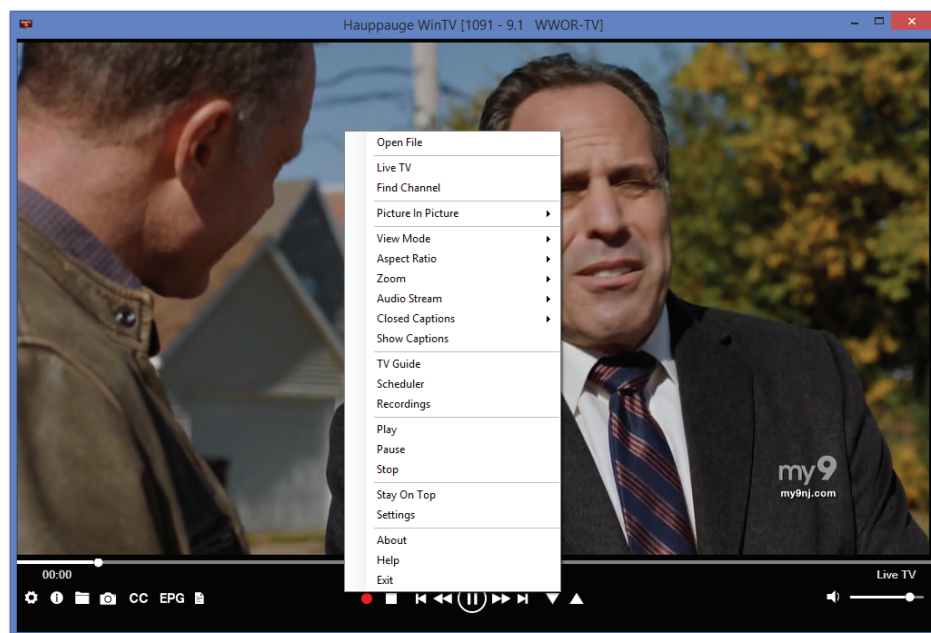 Hauppauge WinTV [1091 - 9.1 WWOR-TV]
Open File
Live TV
Find Channel
Picture In Picture
View Mode
Aspect Ratio
Zoom
Audio Stream
Closed Captions
Show Captions
TV Guide
Scheduler
Recordings
Play
Pause
Stop
Stay On Top
Settings
About
Help
Exit
my9
my9nj.com
00:00
Live TV
CC EPG